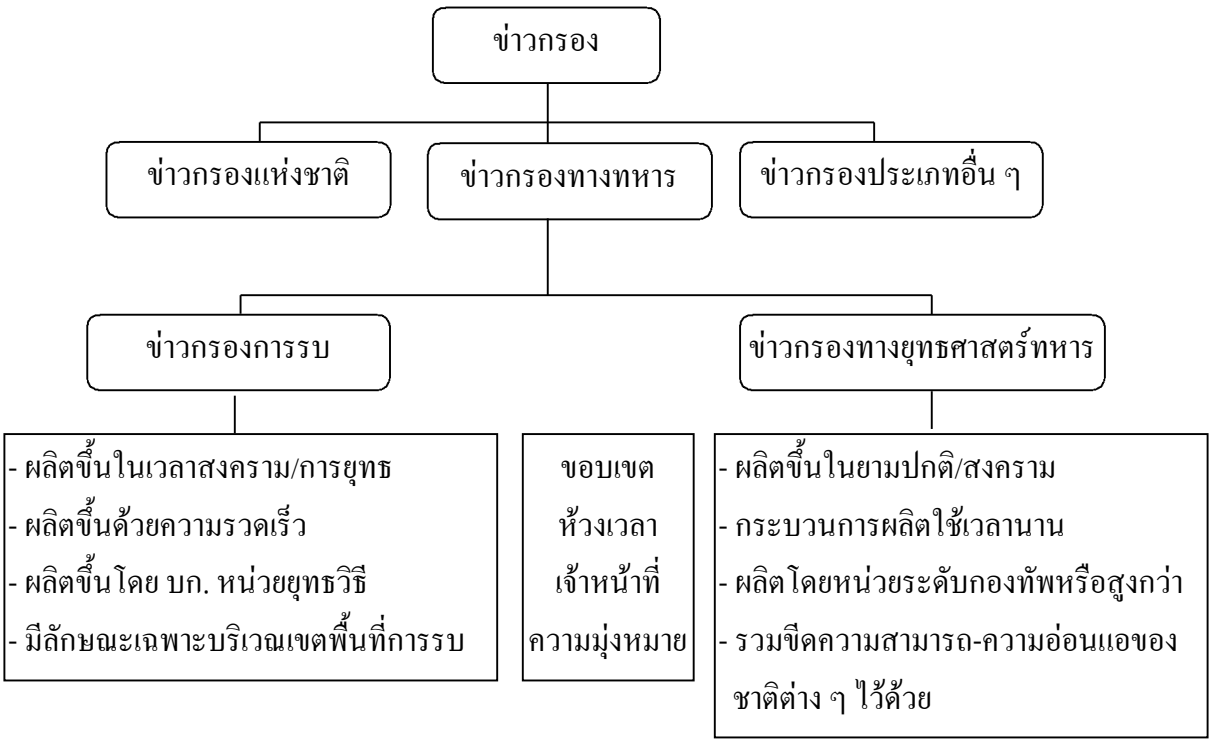 ข่าวกรอง
ข่าวกรองแห่งชาติ
ข่าวกรองทางทหาร
ข่าวกรองประเภทอื่น ๆ
ข่าวกรองการรบ
ข่าวกรองทางยุทธศาสตร์ทหาร
- ผลิตขึ้นในเวลาสงคราม/การยุทธ
- ผลิตขึ้นด้วยความรวดเร็ว
- ผลิตขึ้นโดย บก. หน่วยยุทธวิธี
- มีลักษณะเฉพาะบริเวณเขตพื้นที่การรบ
ขอบเขต
ห้วงเวลา
เจ้าหน้าที่
ความมุ่งหมาย
- ผลิตขึ้นในยามปกติ/สงคราม
- กระบวนการผลิตใช้เวลานาน
- ผลิตโดยหน่วยระดับกองทัพหรือสูงกว่า
- รวมขีดความสามารถ-ความอ่อนแอของ
ชาติต่าง ๆ ไว้ด้วย